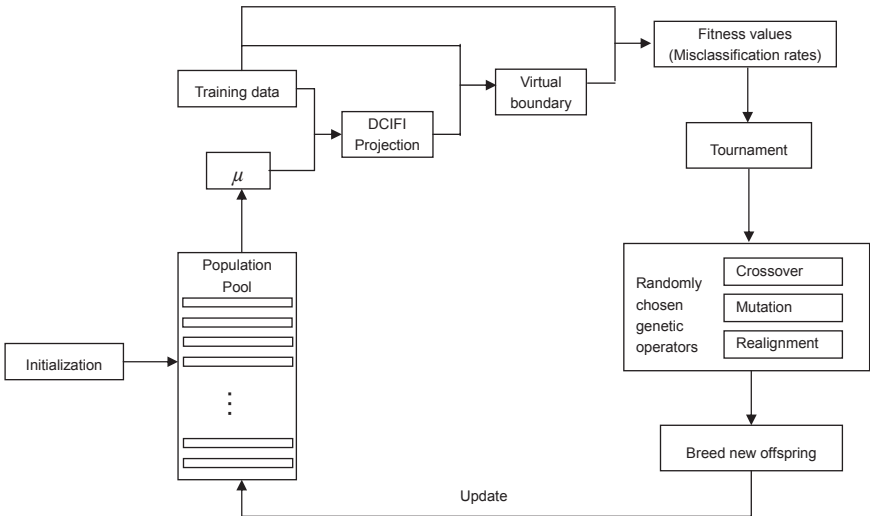 Fitness values
(Misclassification rates)
Training data
Virtual
boundary
DCIFI
Projection
Tournament
μ
Population
Pool
Randomly
chosen
genetic
operators
Crossover
Mutation
Realignment
Initialization
⋮
Breed new offspring
Update